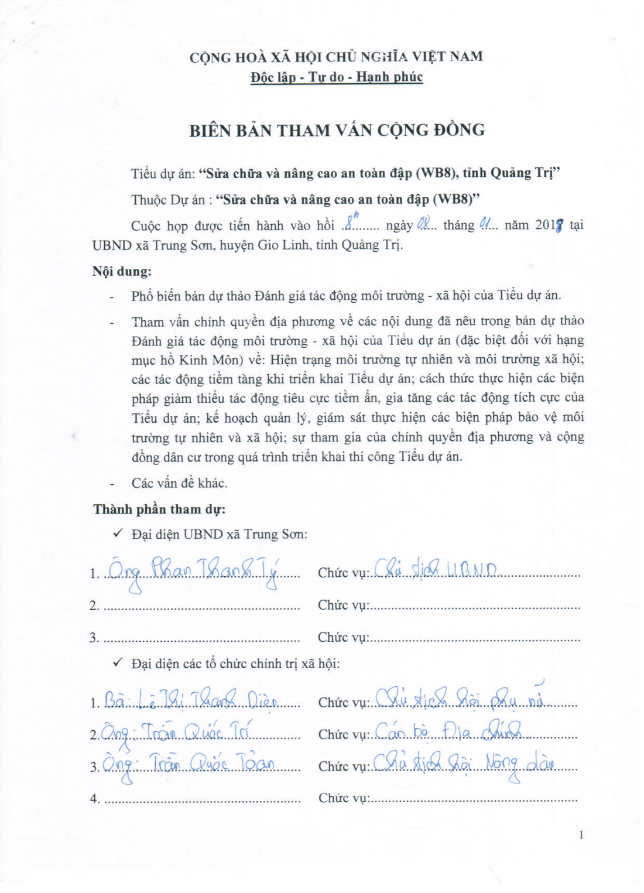 CỘNG HOÀ XÃ HỘI CHỦ NGHĨA VIỆT NAM
Độc lập - Tự do - Hạnh phúc
BIÊN BẢN THAM VẤN CỘNG ĐỒNG
Tiểu dự án: “Sửa chữa và nâng cao an toàn đập (WB8), tỉnh Quảng Trị”
Thuộc Dự án : “Sửa chữa và nâng cao an toàn đập (WB8)”
Cuộc họp được tiến hành vào hồi .8h........ ngày 08... tháng 01... năm 2018 tại
UBND xã Trung Sơn, huyện Gio Linh, tỉnh Quảng Trị.
Nội dung:
- Phổ biến bản dự thảo Đánh giá tác động môi trường - xã hội của Tiểu dự án.
- Tham vấn chính quyền địa phương về các nội dung đã nêu trong bản dự thảo
Đánh giá tác động môi trường - xã hội của Tiểu dự án (đặc biệt đối với hạng
mục hồ Kinh Môn) về: Hiện trạng môi trường tự nhiên và môi trường xã hội;
các tác động tiềm tàng khi triển khai Tiểu dự án; cách thức thực hiện các biện
pháp giảm thiểu tác động tiêu cực tiềm ẩn, gia tăng các tác động tích cực của
Tiểu dự án; kế hoạch quản lý, giám sát thực hiện các biện pháp bảo vệ môi
trường tự nhiên và xã hội; sự tham gia của chính quyền địa phương và cộng
đồng dân cư trong quá trình triển khai thi công Tiểu dự án.
- Các vấn đề khác.
Thành phần tham dự:
✓ Đại diện UBND xã Trung Sơn:
1. Ông Phan Thanh Tý Chức vụ: Chủ tịch UBND
2. ........................................ Chức vụ:........................................
3. ........................................ Chức vụ:........................................
✓ Đại diện các tổ chức chính trị xã hội:
1. Bà: Lê Thị Thanh Diện Chức vụ: Chủ tịch hội phụ nữ
2. Ông: Trần Quốc Trí Chức vụ: Cán bộ Địa chính
3. Ông: Trần Quốc Toản Chức vụ: Chủ tịch hội Nông dân
4. ........................................ Chức vụ:........................................
1